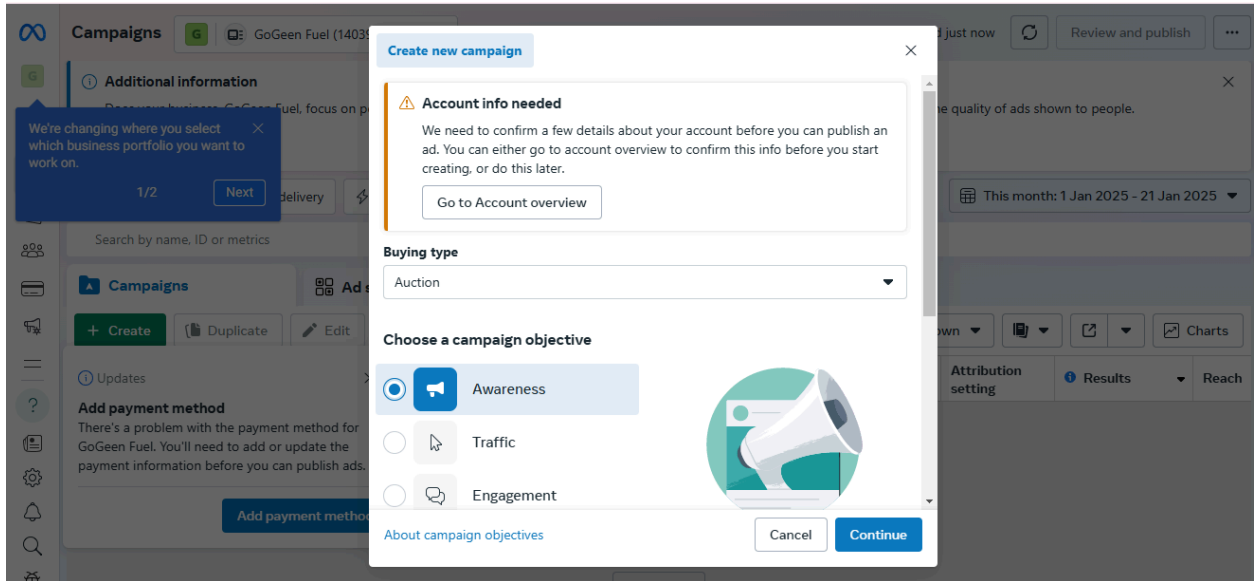 Campaigns
G
GoGeen Fuel (14039
just now
Review and publish
G
Additional information
uel, focus on p
e quality of ads shown to people.
We're changing where you select
which business portfolio you want to
work on.
1/2
Next
delivery
This month: 1 Jan 2025 - 21 Jan 2025
Search by name, ID or metrics
Campaigns
Ad s
+ Create
Duplicate
Edit
own
Charts
Attribution
setting
Results
Reach
Updates
Add payment method
There's a problem with the payment method for
GoGeen Fuel. You'll need to add or update the
payment information before you can publish ads.
Add payment metho
Create new campaign
Account info needed
We need to confirm a few details about your account before you can publish an
ad. You can either go to account overview to confirm this info before you start
creating, or do this later.
Go to Account overview
Buying type
Auction
Choose a campaign objective
Awareness
Traffic
Engagement
About campaign objectives
Cancel
Continue